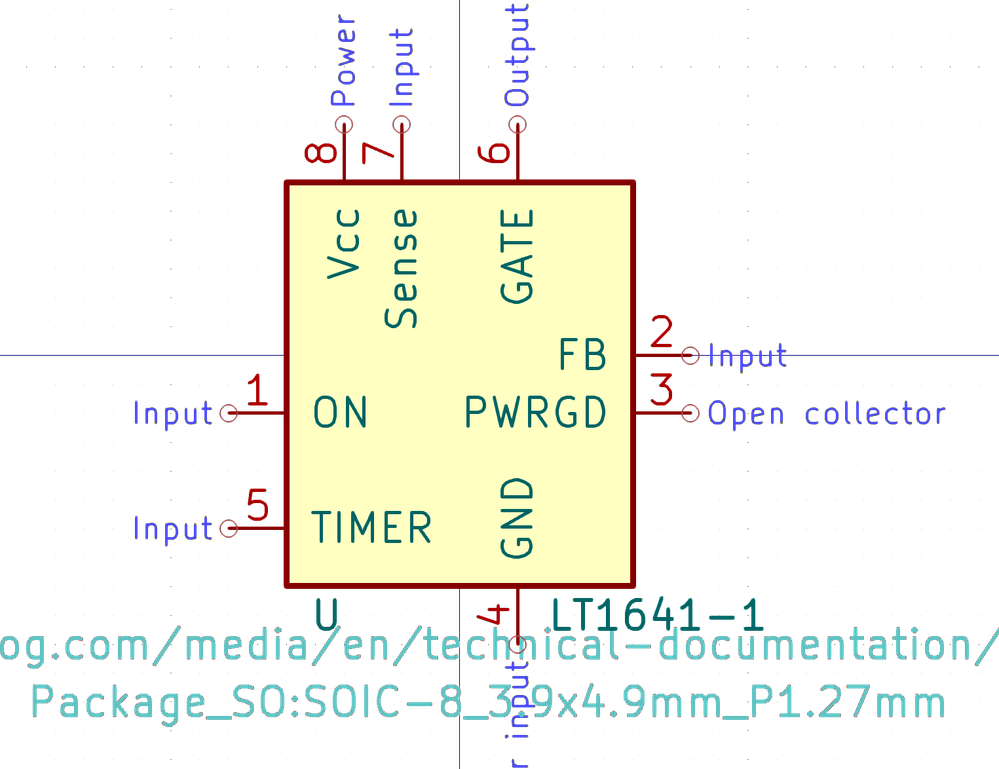 Power
Input
Output
8
7
6
Vcc
Sense
GATE
FB
2
Input
1
Input
ON
PWRGD
3
Open collector
5
Input
TIMER
GND
4
U
LT1641-1
og.com/media/en/technical-documentation/
Package_SO:SOIC-8_3.9x4.9mm_P1.27mm
r input